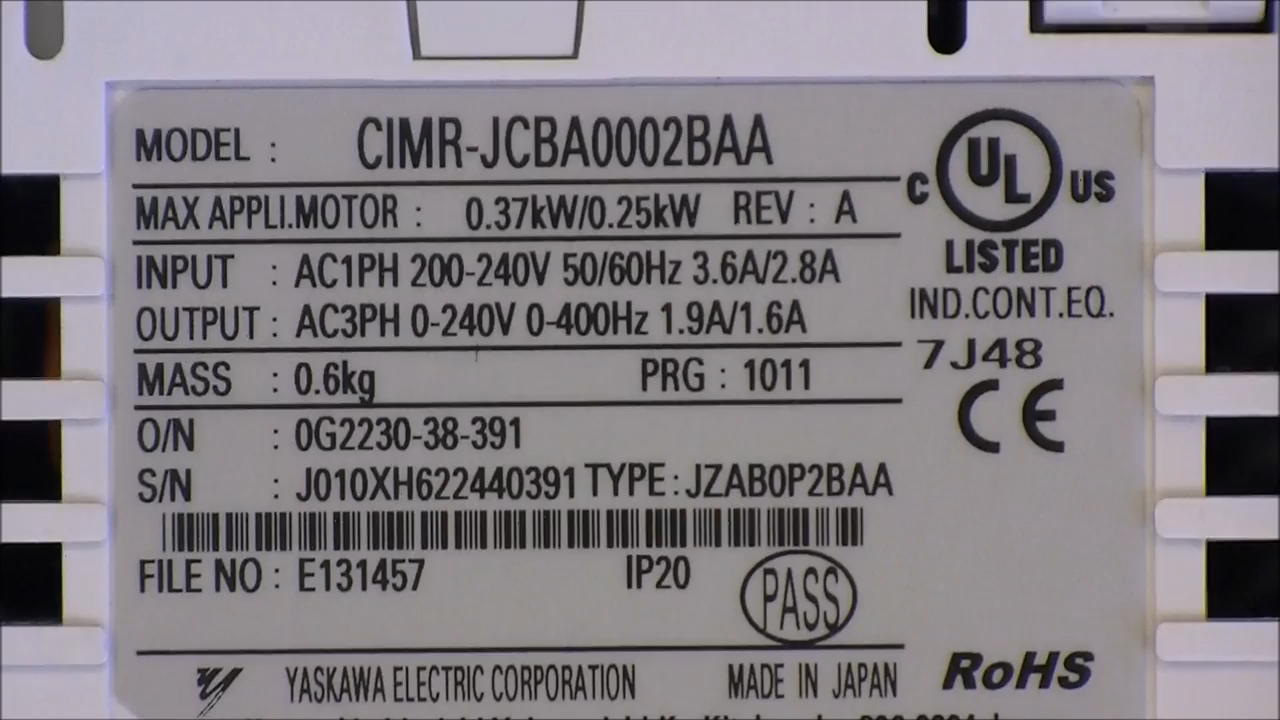 MODEL : CIMR-JCBA0002BAA
MAX APPLI.MOTOR : 0.37kW/0.25kW REV : A
INPUT : AC1PH 200-240V 50/60Hz 3.6A/2.8A
OUTPUT : AC3PH 0-240V 0-400Hz 1.9A/1.6A
MASS : 0.6kg PRG : 1011
O/N : 0G2230-38-391
S/N : J010XH622440391 TYPE : JZAB0P2BAA
FILE NO : E131457 IP20 PASS
YASKAWA ELECTRIC CORPORATION MADE IN JAPAN
C UL US
LISTED
IND.CONT.EQ.
7J48
CE
RoHS